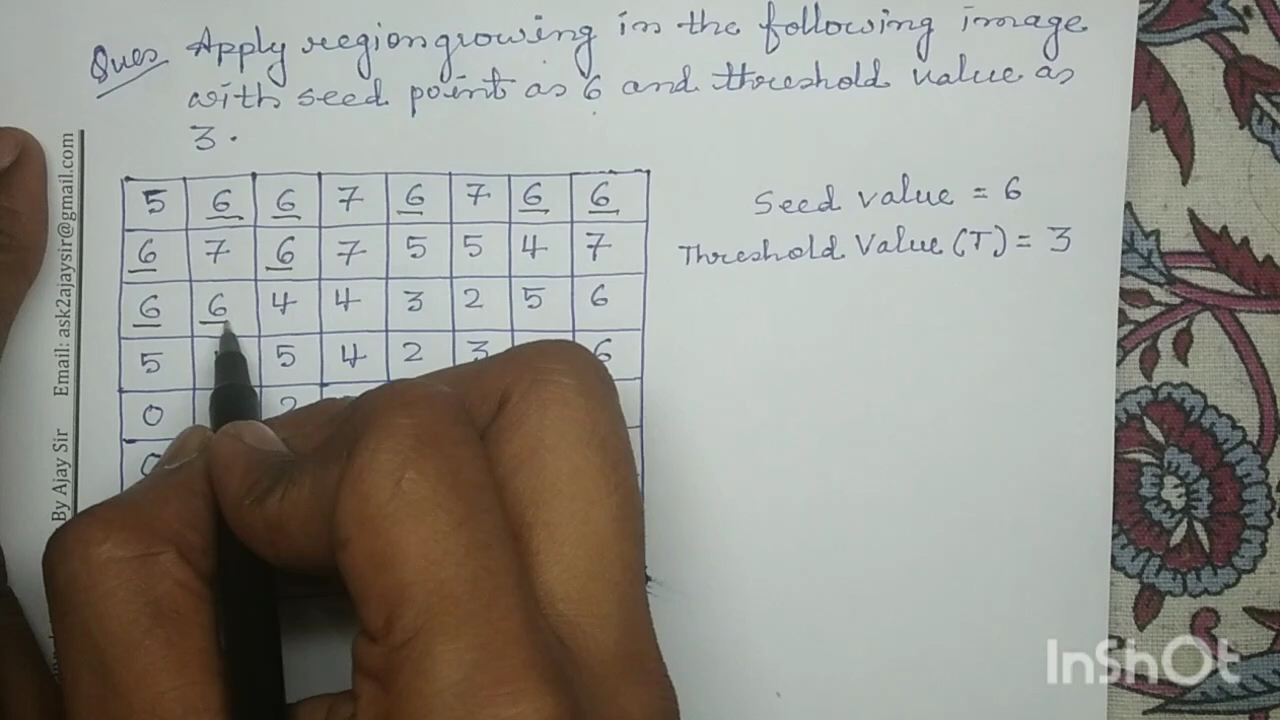 Ques Apply region growing in the following image
with seed point as 6 and threshold value as
3.
5 6 6 7 6 7 6 6
6 7 6 7 5 5 4 7
6 6 4 4 3 2 5 6
5 5 4 2 3 6
0 2
0
Seed value = 6
Threshold Value (T) = 3
By Ajay Sir Email: ask2ajaysir@gmail.com
InShOt